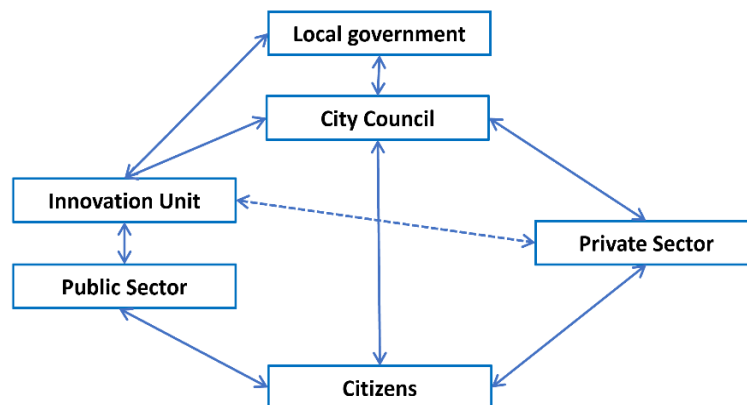 Local government
City Council
Innovation Unit
Private Sector
Public Sector
Citizens